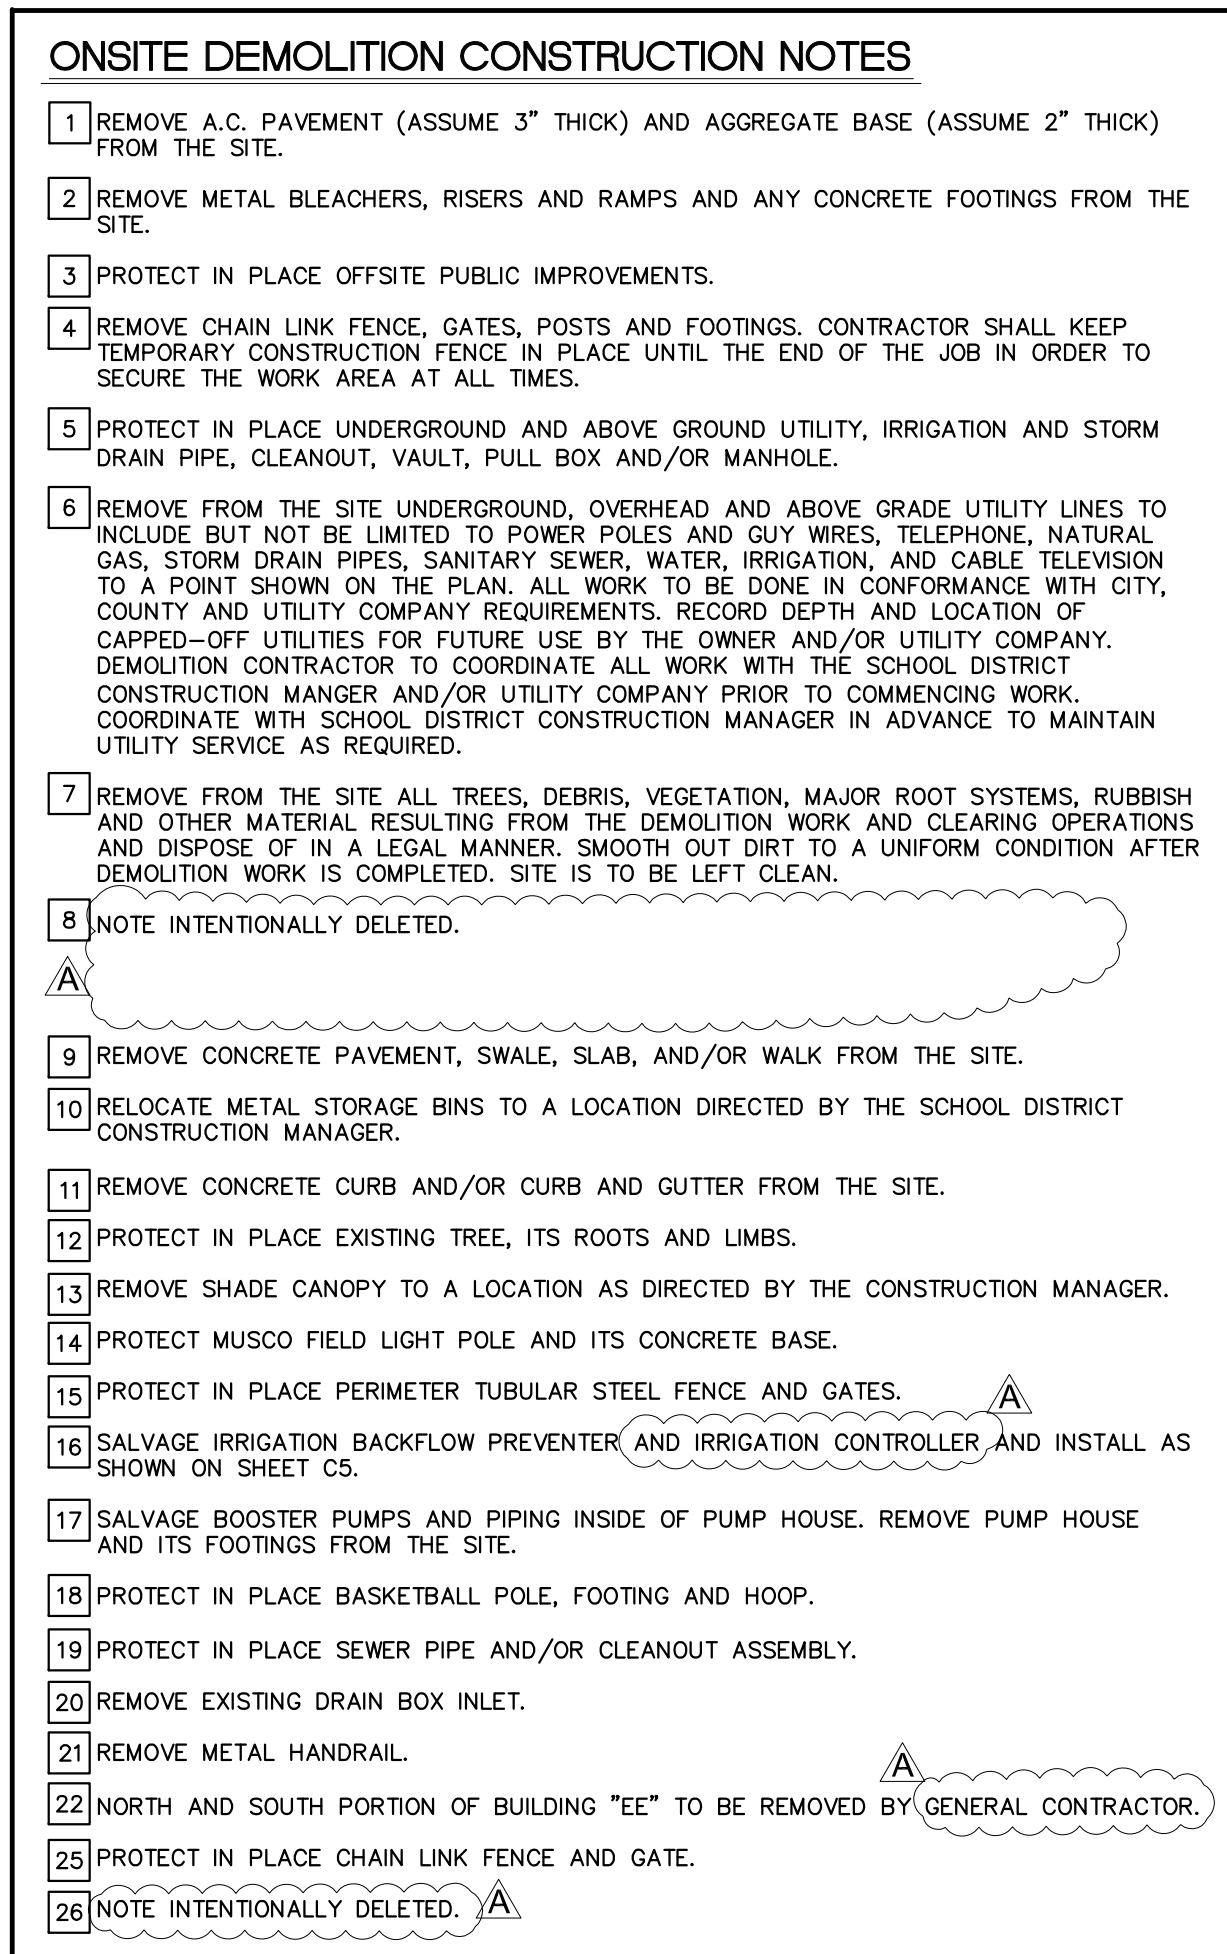 ONSITE DEMOLITION CONSTRUCTION NOTES
1 REMOVE A.C. PAVEMENT (ASSUME 3" THICK) AND AGGREGATE BASE (ASSUME 2" THICK)
FROM THE SITE.
2 REMOVE METAL BLEACHERS, RISERS AND RAMPS AND ANY CONCRETE FOOTINGS FROM THE
SITE.
3 PROTECT IN PLACE OFFSITE PUBLIC IMPROVEMENTS.
4 REMOVE CHAIN LINK FENCE, GATES, POSTS AND FOOTINGS. CONTRACTOR SHALL KEEP
TEMPORARY CONSTRUCTION FENCE IN PLACE UNTIL THE END OF THE JOB IN ORDER TO
SECURE THE WORK AREA AT ALL TIMES.
5 PROTECT IN PLACE UNDERGROUND AND ABOVE GROUND UTILITY, IRRIGATION AND STORM
DRAIN PIPE, CLEANOUT, VAULT, PULL BOX AND/OR MANHOLE.
6 REMOVE FROM THE SITE UNDERGROUND, OVERHEAD AND ABOVE GRADE UTILITY LINES TO
INCLUDE BUT NOT BE LIMITED TO POWER POLES AND GUY WIRES, TELEPHONE, NATURAL
GAS, STORM DRAIN PIPES, SANITARY SEWER, WATER, IRRIGATION, AND CABLE TELEVISION
TO A POINT SHOWN ON THE PLAN. ALL WORK TO BE DONE IN CONFORMANCE WITH CITY,
COUNTY AND UTILITY COMPANY REQUIREMENTS. RECORD DEPTH AND LOCATION OF
CAPPED-OFF UTILITIES FOR FUTURE USE BY THE OWNER AND/OR UTILITY COMPANY.
DEMOLITION CONTRACTOR TO COORDINATE ALL WORK WITH THE SCHOOL DISTRICT
CONSTRUCTION MANGER AND/OR UTILITY COMPANY PRIOR TO COMMENCING WORK.
COORDINATE WITH SCHOOL DISTRICT CONSTRUCTION MANAGER IN ADVANCE TO MAINTAIN
UTILITY SERVICE AS REQUIRED.
7 REMOVE FROM THE SITE ALL TREES, DEBRIS, VEGETATION, MAJOR ROOT SYSTEMS, RUBBISH
AND OTHER MATERIAL RESULTING FROM THE DEMOLITION WORK AND CLEARING OPERATIONS
AND DISPOSE OF IN A LEGAL MANNER. SMOOTH OUT DIRT TO A UNIFORM CONDITION AFTER
DEMOLITION WORK IS COMPLETED. SITE IS TO BE LEFT CLEAN.
8 NOTE INTENTIONALLY DELETED.
A
9 REMOVE CONCRETE PAVEMENT, SWALE, SLAB, AND/OR WALK FROM THE SITE.
10 RELOCATE METAL STORAGE BINS TO A LOCATION DIRECTED BY THE SCHOOL DISTRICT
CONSTRUCTION MANAGER.
11 REMOVE CONCRETE CURB AND/OR CURB AND GUTTER FROM THE SITE.
12 PROTECT IN PLACE EXISTING TREE, ITS ROOTS AND LIMBS.
13 REMOVE SHADE CANOPY TO A LOCATION AS DIRECTED BY THE CONSTRUCTION MANAGER.
14 PROTECT MUSCO FIELD LIGHT POLE AND ITS CONCRETE BASE.
15 PROTECT IN PLACE PERIMETER TUBULAR STEEL FENCE AND GATES. A
16 SALVAGE IRRIGATION BACKFLOW PREVENTER AND IRRIGATION CONTROLLER AND INSTALL AS
SHOWN ON SHEET C5.
17 SALVAGE BOOSTER PUMPS AND PIPING INSIDE OF PUMP HOUSE. REMOVE PUMP HOUSE
AND ITS FOOTINGS FROM THE SITE.
18 PROTECT IN PLACE BASKETBALL POLE, FOOTING AND HOOP.
19 PROTECT IN PLACE SEWER PIPE AND/OR CLEANOUT ASSEMBLY.
20 REMOVE EXISTING DRAIN BOX INLET.
21 REMOVE METAL HANDRAIL.
A
22 NORTH AND SOUTH PORTION OF BUILDING "EE" TO BE REMOVED BY GENERAL CONTRACTOR.
25 PROTECT IN PLACE CHAIN LINK FENCE AND GATE.
26 NOTE INTENTIONALLY DELETED. A